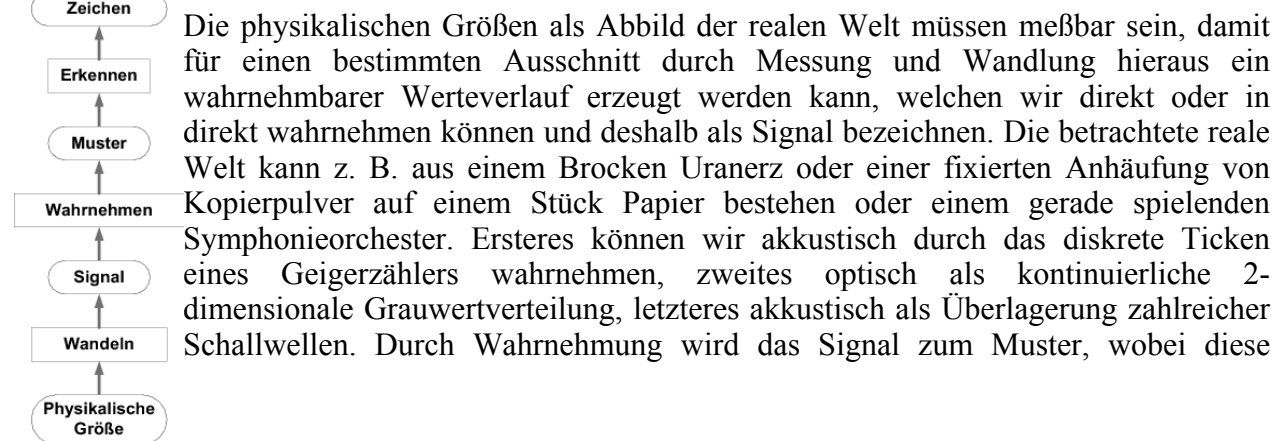 Zeichen
Erkennen
Muster
Wahrnehmen
Signal
Wandeln
Physikalische
Größe
Die physikalischen Größen als Abbild der realen Welt müssen meßbar sein, damit
für einen bestimmten Ausschnitt durch Messung und Wandlung hieraus ein
wahrnehmbarer Werteverlauf erzeugt werden kann, welchen wir direkt oder in
direkt wahrnehmen können und deshalb als Signal bezeichnen. Die betrachtete reale
Welt kann z. B. aus einem Brocken Uranerz oder einer fixierten Anhäufung von
Kopierpulver auf einem Stück Papier bestehen oder einem gerade spielenden
Symphonieorchester. Ersteres können wir akkustisch durch das diskrete Ticken
eines Geigerzählers wahrnehmen, zweites optisch als kontinuierliche 2-
dimensionale Grauwertverteilung, letzteres akkustisch als Überlagerung zahlreicher
Schallwellen. Durch Wahrnehmung wird das Signal zum Muster, wobei diese